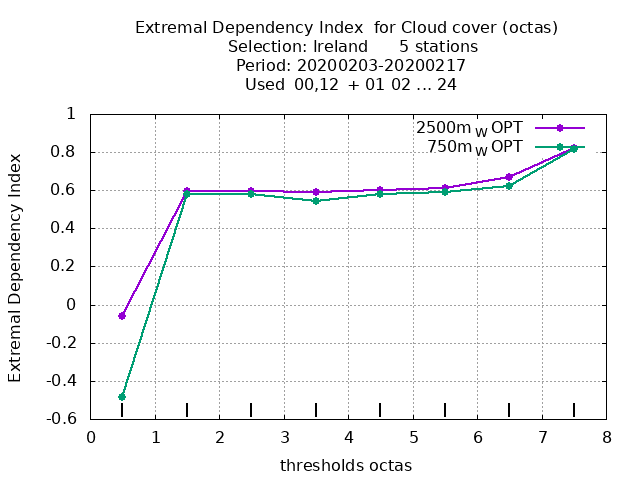 Extremal Dependency Index  for Cloud cover (octas)
Selection: Ireland      5 stations
Period: 20200203-20200217
Used  00,12  + 01 02 ... 24
2500m_W OPT
750m_W OPT
1
0.8
0.6
0.4
0.2
0
-0.2
-0.4
-0.6
Extremal Dependency Index
0 1 2 3 4 5 6 7 8
thresholds octas